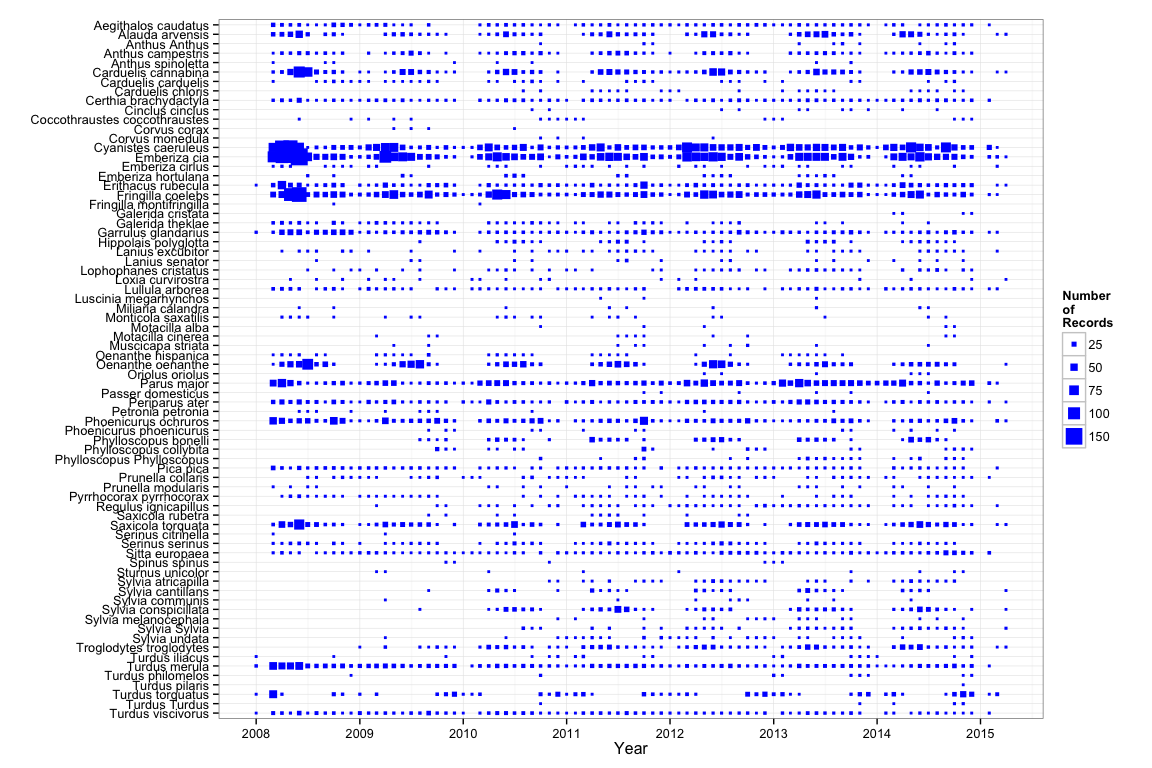 Aegithalos caudatus
Alauda arvensis
Anthus Anthus
Anthus campestris
Anthus spinoletta
Carduelis cannabina
Carduelis carduelis
Carduelis chloris
Certhia brachydactyla
Cinclus cinclus
Coccothraustes coccothraustes
Corvus corax
Corvus monedula
Cyanistes caeruleus
Emberiza cia
Emberiza cirlus
Emberiza hortulana
Erithacus rubecula
Fringilla coelebs
Fringilla montifringilla
Galerida cristata
Galerida theklae
Garrulus glandarius
Hippolais polyglotta
Lanius excubitor
Lanius senator
Lophophanes cristatus
Loxia curvirostra
Lullula arborea
Luscinia megarhynchos
Miliaria calandra
Monticola saxatilis
Motacilla alba
Motacilla cinerea
Muscicapa striata
Oenanthe hispanica
Oenanthe oenanthe
Oriolus oriolus
Parus major
Passer domesticus
Periparus ater
Petronia petronia
Phoenicurus ochruros
Phoenicurus phoenicurus
Phylloscopus bonelli
Phylloscopus collybita
Phylloscopus Phylloscopus
Pica pica
Prunella collaris
Prunella modularis
Pyrrhocorax pyrrhocorax
Regulus ignicapillus
Saxicola rubetra
Saxicola torquata
Serinus citrinella
Serinus serinus
Sitta europaea
Spinus spinus
Sturnus unicolor
Sylvia atricapilla
Sylvia cantillans
Sylvia communis
Sylvia conspicillata
Sylvia melanocephala
Sylvia Sylvia
Sylvia undata
Troglodytes troglodytes
Turdus iliacus
Turdus merula
Turdus philomelos
Turdus pilaris
Turdus torquatus
Turdus Turdus
Turdus viscivorus
2008 2009 2010 2011 2012 2013 2014 2015
Year
Number
of
Records
25
50
75
100
150